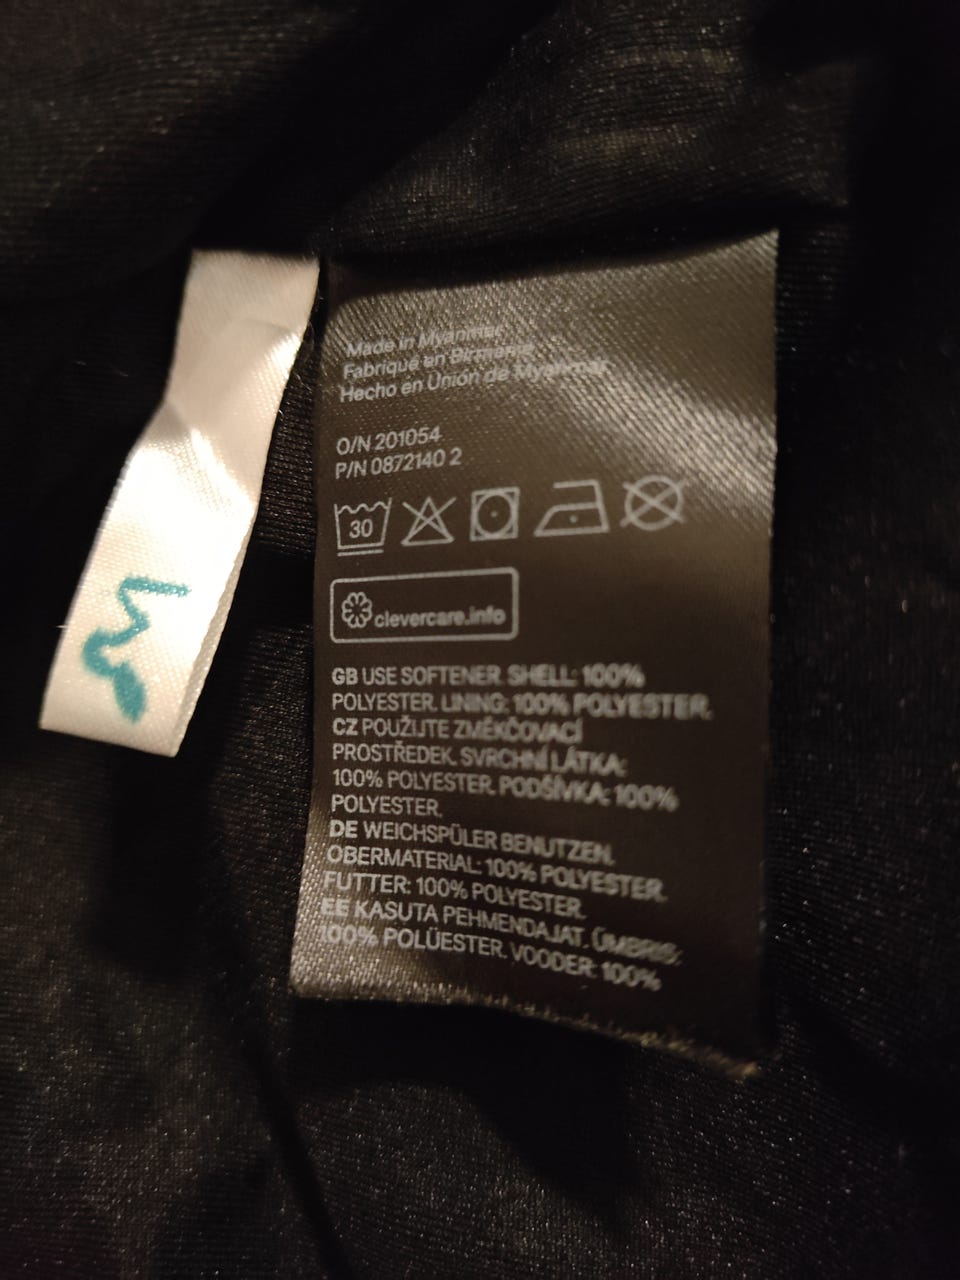 Made in Myanmar
Fabriqué en Birmanie
Hecho en Unión de Myanmar
O/N 201054
P/N 0872140 2
30
clevercare.info
GB USE SOFTENER. SHELL: 100%
POLYESTER. LINING: 100% POLYESTER.
CZ POUŽIJTE ZMĚKČOVACÍ
PROSTŘEDEK. SVRCHNÍ LÁTKA:
100% POLYESTER. PODŠÍVKA: 100%
POLYESTER.
DE WEICHSPÜLER BENUTZEN.
OBERMATERIAL: 100% POLYESTER.
FUTTER: 100% POLYESTER.
EE KASUTA PEHMENDAJAT. ÜMBRIS:
100% POLÜESTER. VOODER: 100%